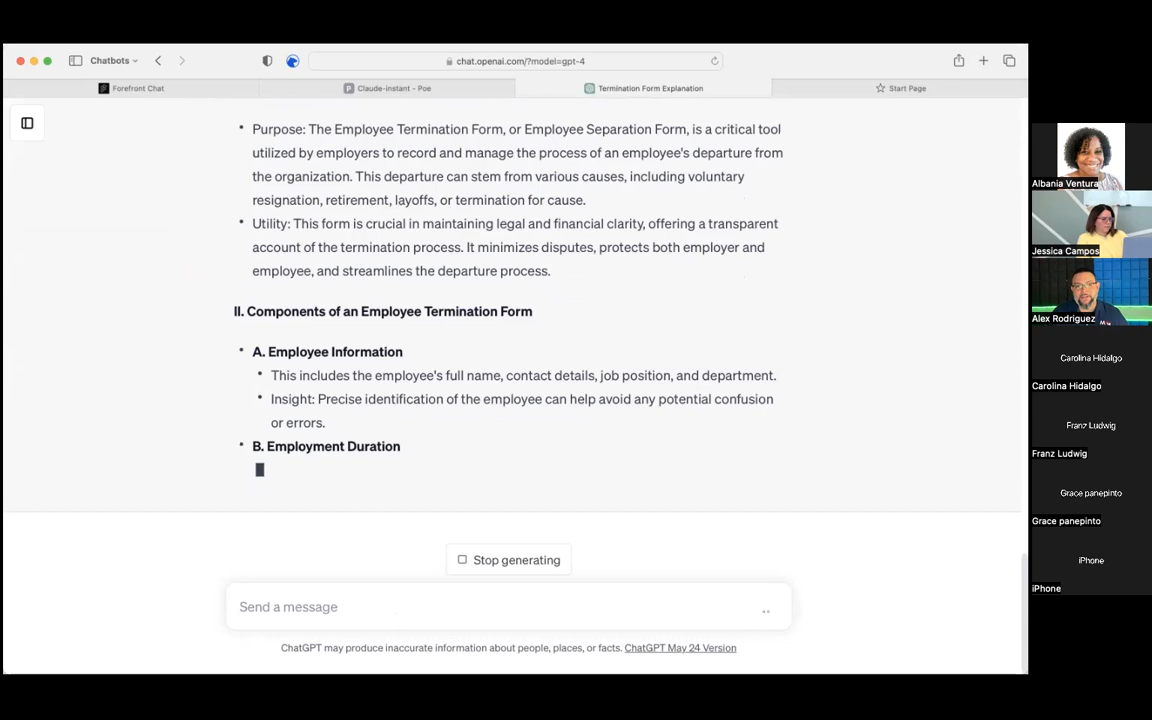 Chatbots
chat.openai.com/?model=gpt-4
Forefront Chat
Claude-instant - Poe
Termination Form Explanation
Start Page
• Purpose: The Employee Termination Form, or Employee Separation Form, is a critical tool
utilized by employers to record and manage the process of an employee's departure from
the organization. This departure can stem from various causes, including voluntary
resignation, retirement, layoffs, or termination for cause.
• Utility: This form is crucial in maintaining legal and financial clarity, offering a transparent
account of the termination process. It minimizes disputes, protects both employer and
employee, and streamlines the departure process.
II. Components of an Employee Termination Form
• A. Employee Information
• This includes the employee's full name, contact details, job position, and department.
• Insight: Precise identification of the employee can help avoid any potential confusion
or errors.
• B. Employment Duration
Stop generating
Send a message
ChatGPT may produce inaccurate information about people, places, or facts. ChatGPT May 24 Version
Albania Ventura
Jessica Campos
Alex Rodriguez
Carolina Hidalgo
Carolina Hidalgo
Franz Ludwig
Franz Ludwig
Grace panepinto
Grace panepinto
iPhone
iPhone